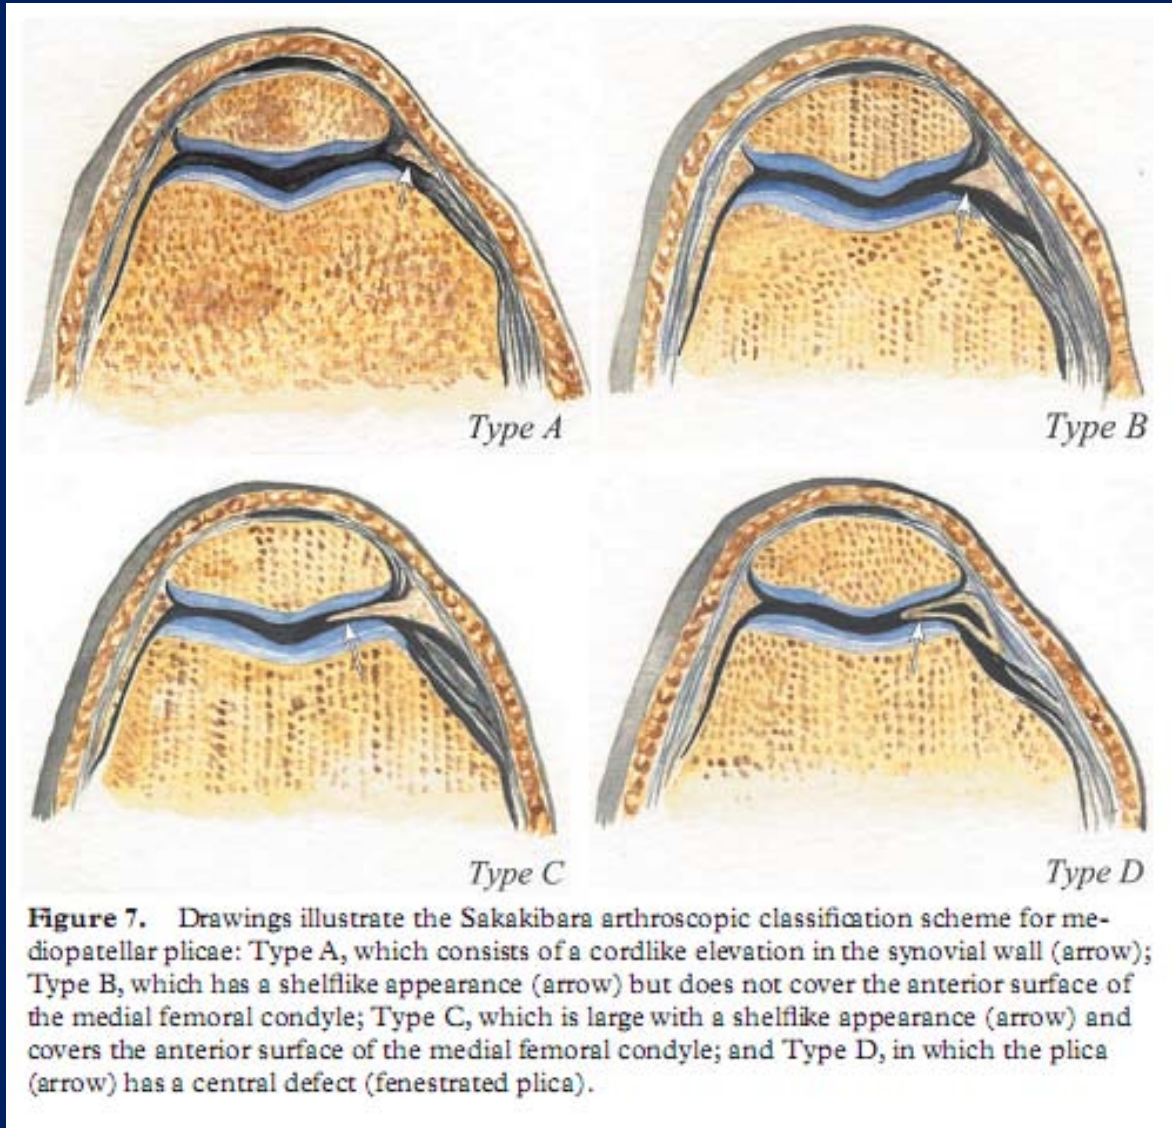 Type A
Type B
Type C
Type D
Figure 7. Drawings illustrate the Sakakibara arthroscopic classification scheme for me-
diopatellar plicae: Type A, which consists of a cordlike elevation in the synovial wall (arrow);
Type B, which has a shelflike appearance (arrow) but does not cover the anterior surface of
the medial femoral condyle; Type C, which is large with a shelflike appearance (arrow) and
covers the anterior surface of the medial femoral condyle; and Type D, in which the plica
(arrow) has a central defect (fenestrated plica).